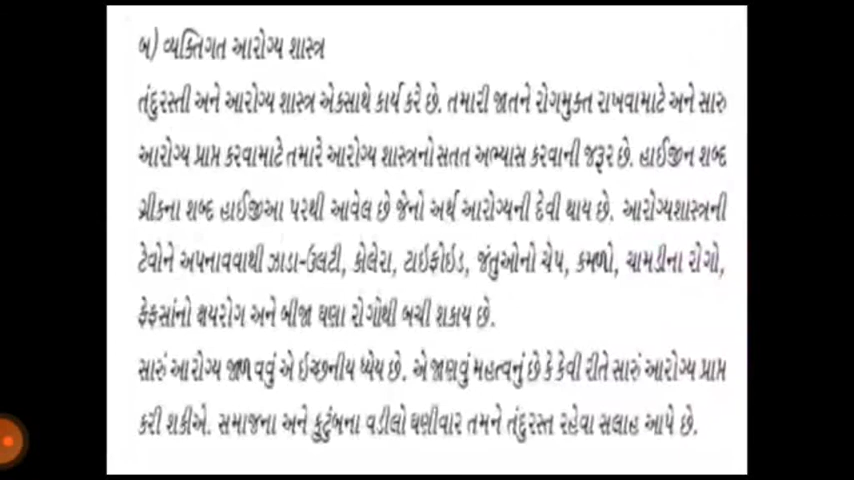 બ) વ્યક્તિગત આરોગ્ય શાસ્ત્ર
તંદુરસ્તી અને આરોગ્ય શાસ્ત્ર એકસાથે કાર્ય કરે છે. તમારી જાતને રોગમુક્ત રાખવામાટે અને સારુ
આરોગ્ય પ્રાપ્ત કરવામાટે તમારે આરોગ્ય શાસ્ત્રનો સતત અભ્યાસ કરવાની જરૂર છે. હાઈજીન શબ્દ
ગ્રીકના શબ્દ હાઈજીઆ પરથી આવેલ છે જેનો અર્થ આરોગ્યની દેવી થાય છે. આરોગ્યશાસ્ત્રની
ટેવોને અપનાવવાથી ઝાડા-ઉલટી, કોલેરા, ટાઇફોઇડ, જંતુઓનો ચેપ, કમળો, ચામડીના રોગો,
ફેફસાંનો ક્ષયરોગ અને બીજા ઘણા રોગોથી બચી શકાય છે.
સારું આરોગ્ય જાળવવું એ ઇચ્છનીય ધ્યેય છે. એ જાણવું મહત્વનું છે કે કેવી રીતે સારું આરોગ્ય પ્રાપ્ત
કરી શકીએ. સમાજના અને કુટુંબના વડીલો ઘણીવાર તમને તંદુરસ્ત રહેવા સલાહ આપે છે.